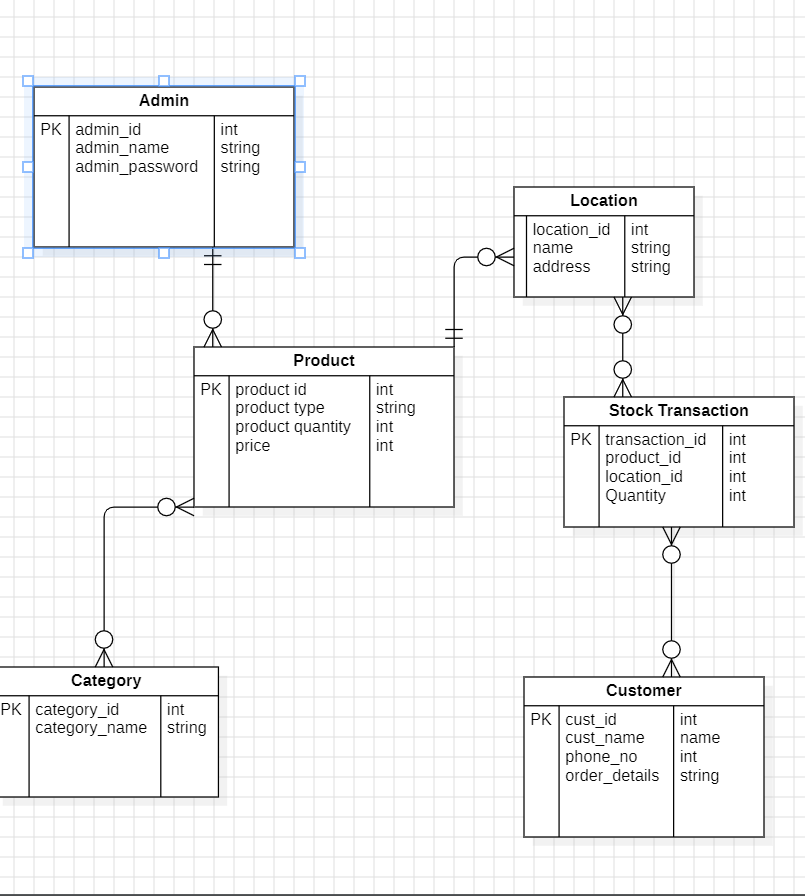 Admin
PK admin_id int
admin_name string
admin_password string
Location
location_id int
name string
address string
Product
PK product id int
product type string
product quantity int
price int
Stock Transaction
PK transaction_id int
product_id int
location_id int
Quantity int
Category
PK category_id int
category_name string
Customer
PK cust_id int
cust_name name
phone_no int
order_details string